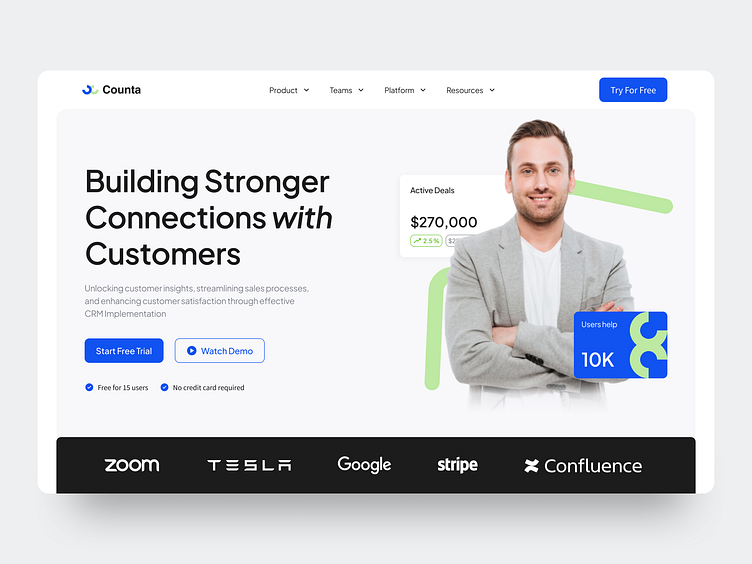 Counta
Product
Teams
Platform
Resources
Try For Free
Building Stronger
Connections with
Customers
Unlocking customer insights, streamlining sales processes,
and enhancing customer satisfaction through effective
CRM Implementation
Start Free Trial
Watch Demo
Free for 15 users
No credit card required
Active Deals
$270,000
2.5 %
Users help
10K
zoom
TESLA
Google
stripe
Confluence